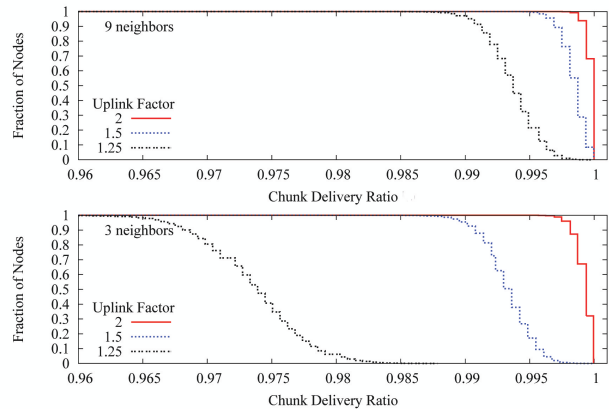 1
0.9
0.8
0.7
0.6
0.5
0.4
0.3
0.2
0.1
0
Fraction of Nodes
9 neighbors
Uplink Factor
2
1.5
1.25
0.96 0.965 0.97 0.975 0.98 0.985 0.99 0.995 1
Chunk Delivery Ratio
1
0.9
0.8
0.7
0.6
0.5
0.4
0.3
0.2
0.1
0
Fraction of Nodes
3 neighbors
Uplink Factor
2
1.5
1.25
0.96 0.965 0.97 0.975 0.98 0.985 0.99 0.995 1
Chunk Delivery Ratio